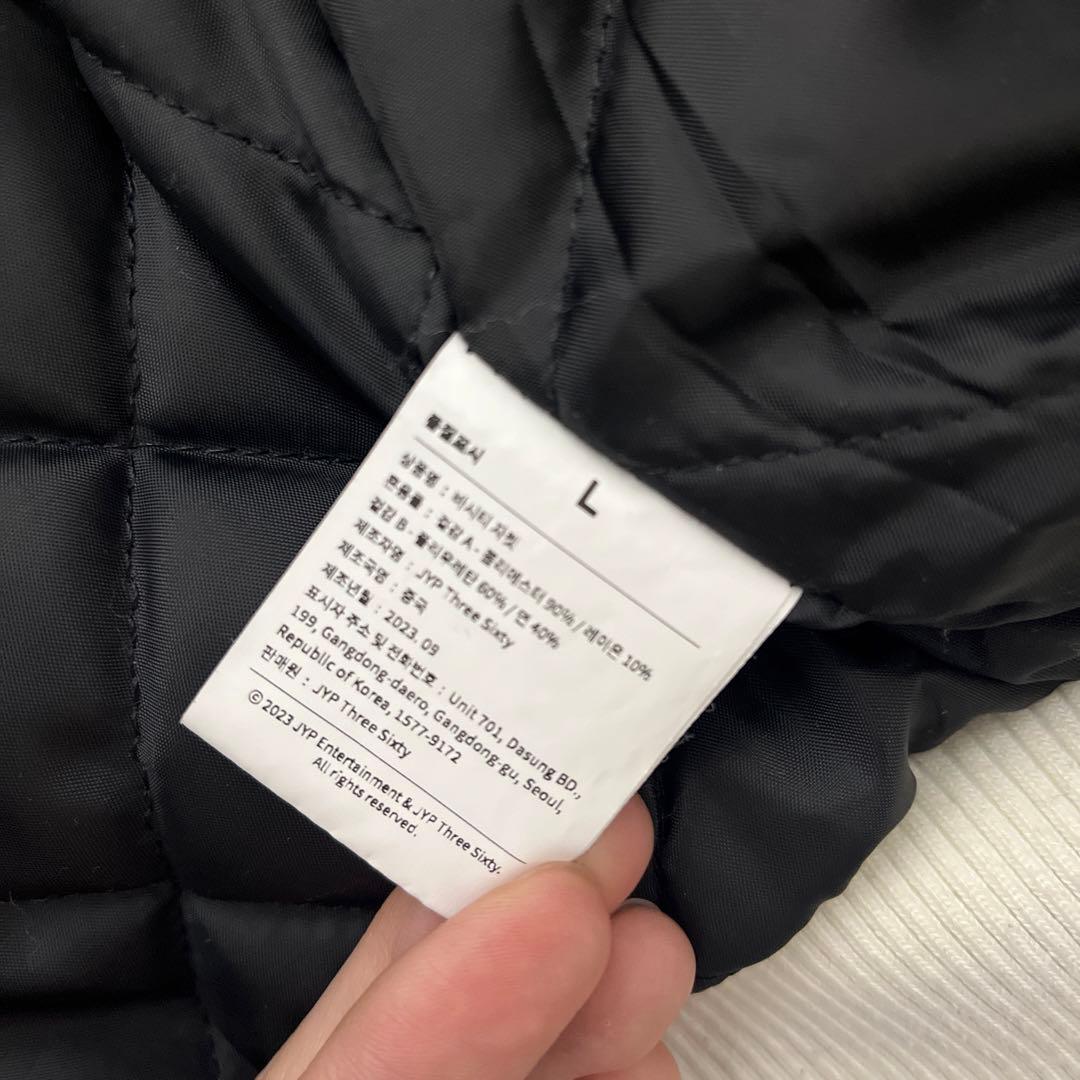 L
품질표시
상품명 : 바시티 자켓
혼용률 : 겉감 A - 폴리에스터 90% / 레이온 10%
겉감 B - 폴리우레탄 60% / 면 40%
제조자명 : JYP Three Sixty
제조국명 : 중국
제조년월 : 2023. 09
표시자 주소 및 전화번호 : Unit 701, Dasung BD.,
199, Gangdong-daero, Gangdong gu, Seoul,
Republic of Korea, 1577-9172
판매원 : JYP Three Sixty
©2023 JYP Entertainment & JYP Three Sixty.
All rights reserved.